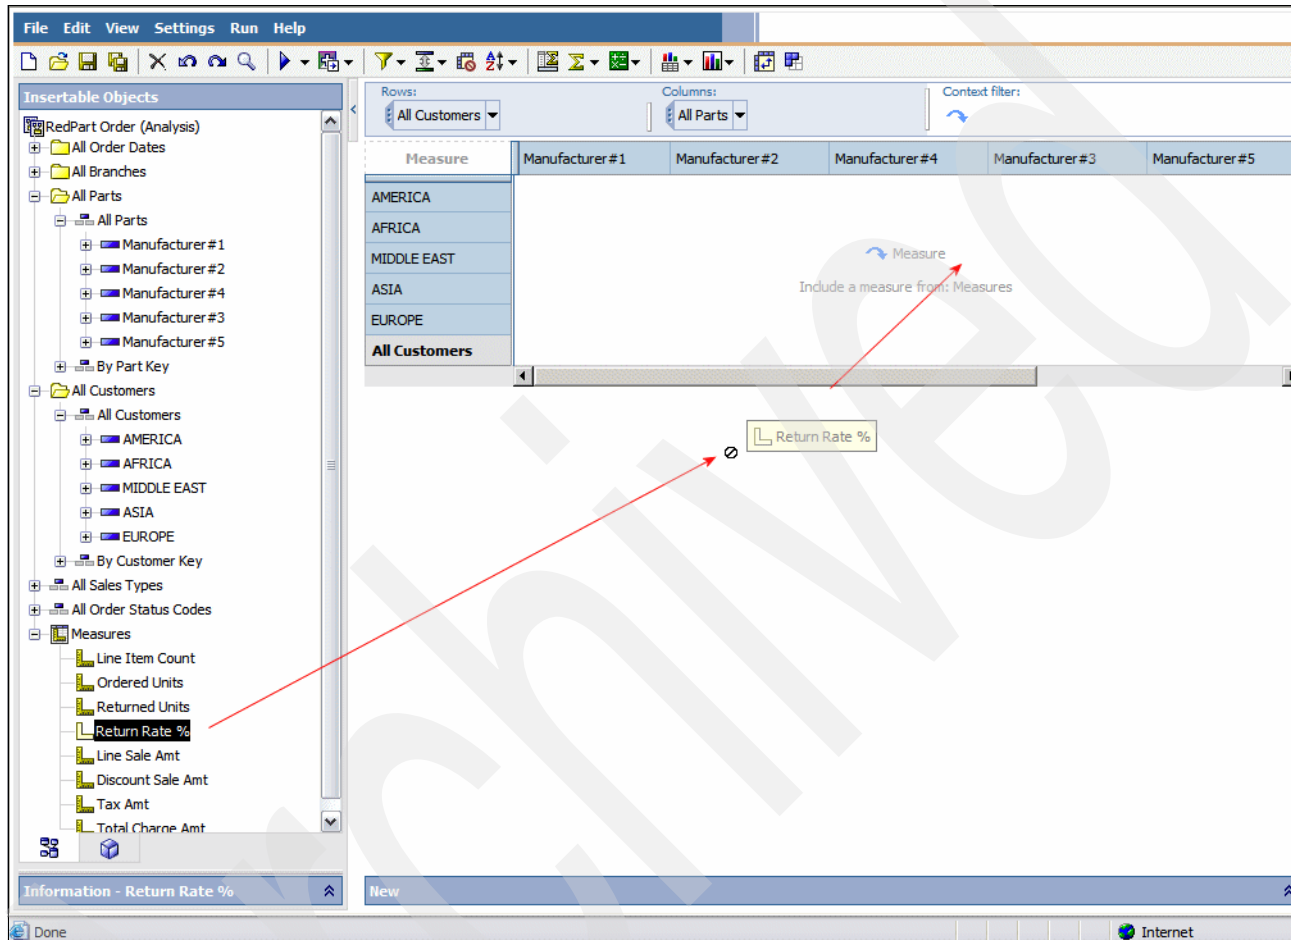 File Edit View Settings Run Help
Insertable Objects
RedPart Order (Analysis)
All Order Dates
All Branches
All Parts
All Parts
Manufacturer#1
Manufacturer#2
Manufacturer#4
Manufacturer#3
Manufacturer#5
By Part Key
All Customers
All Customers
AMERICA
AFRICA
MIDDLE EAST
ASIA
EUROPE
By Customer Key
All Sales Types
All Order Status Codes
Measures
Line Item Count
Ordered Units
Returned Units
Return Rate %
Line Sale Amt
Discount Sale Amt
Tax Amt
Total Charge Amt
Information - Return Rate %
Rows: Columns: Context filter:
All Customers All Parts
Measure Manufacturer#1 Manufacturer#2 Manufacturer#4 Manufacturer#3 Manufacturer#5
AMERICA
AFRICA
MIDDLE EAST
ASIA
EUROPE
All Customers
Measure
Include a measure from: Measures
Return Rate %
New
Done Internet